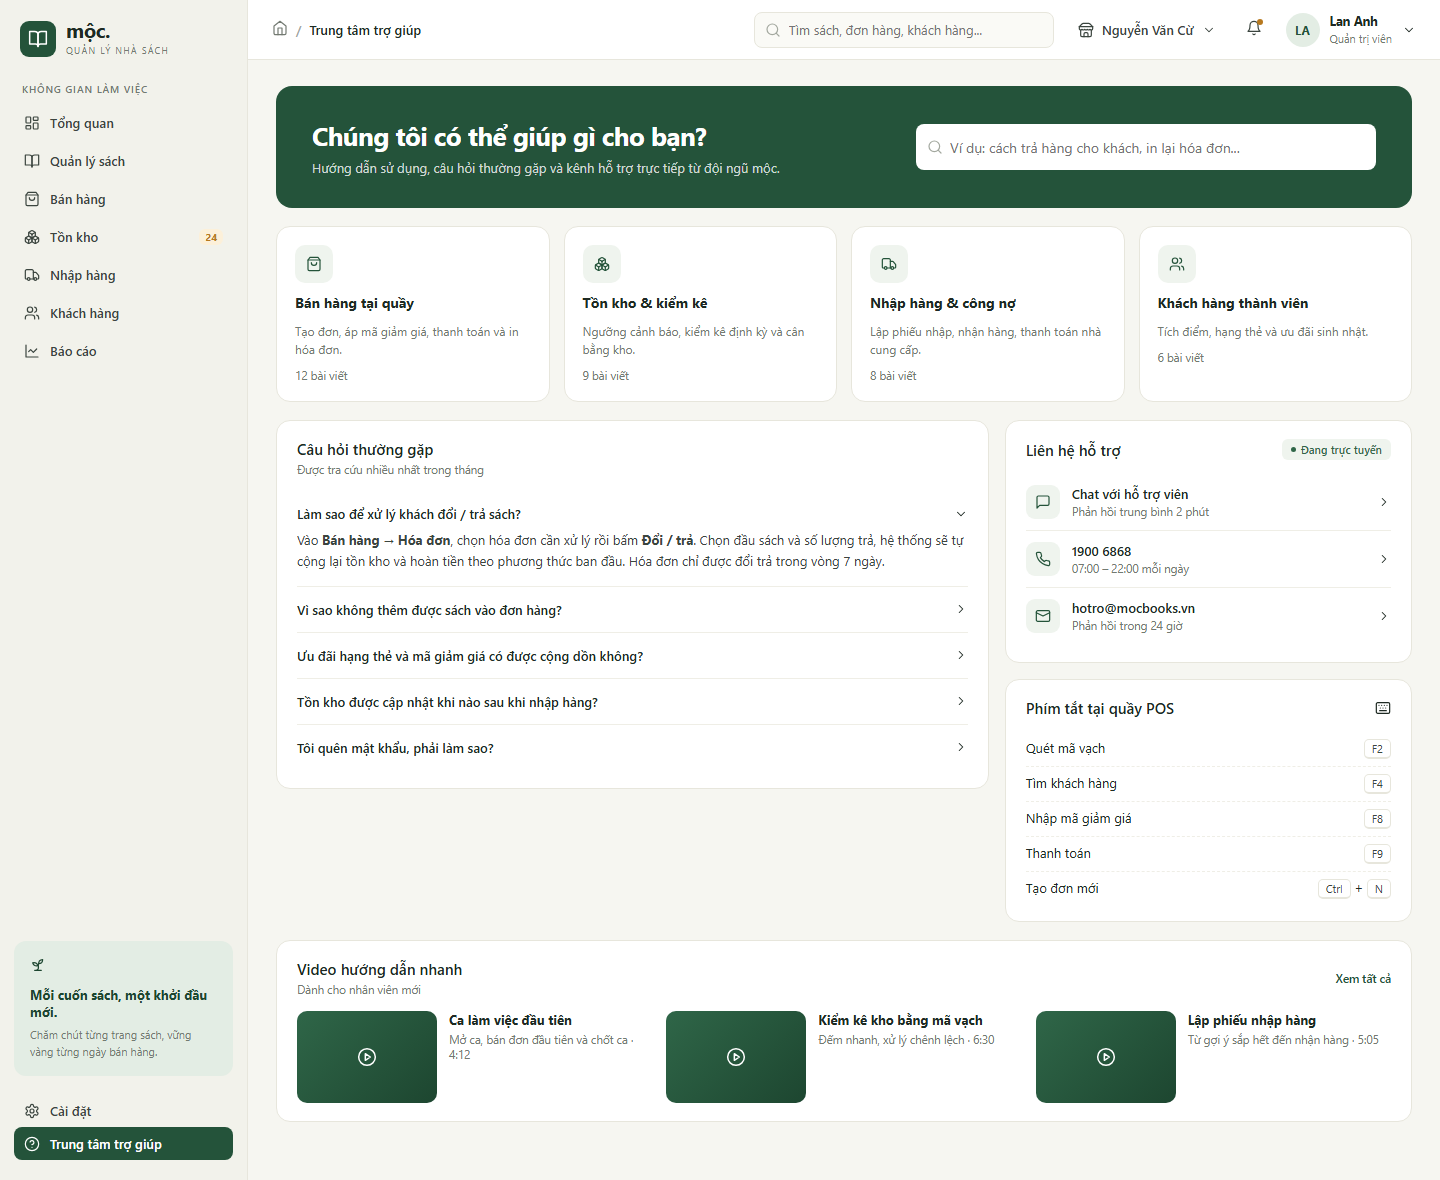 mộc.
QUẢN LÝ NHÀ SÁCH
KHÔNG GIAN LÀM VIỆC
Tổng quan
Quản lý sách
Bán hàng
Tồn kho
24
Nhập hàng
Khách hàng
Báo cáo
Mỗi cuốn sách, một khởi đầu
mới.
Chăm chút từng trang sách, vững
vàng từng ngày bán hàng.
Cài đặt
Trung tâm trợ giúp
/ Trung tâm trợ giúp
Tìm sách, đơn hàng, khách hàng...
Nguyễn Văn Cừ
LA
Lan Anh
Quản trị viên
Chúng tôi có thể giúp gì cho bạn?
Hướng dẫn sử dụng, câu hỏi thường gặp và kênh hỗ trợ trực tiếp từ đội ngũ mộc.
Ví dụ: cách trả hàng cho khách, in lại hóa đơn...
Bán hàng tại quầy
Tạo đơn, áp mã giảm giá, thanh toán và in
hóa đơn.
12 bài viết
Tồn kho & kiểm kê
Ngưỡng cảnh báo, kiểm kê định kỳ và cân
bằng kho.
9 bài viết
Nhập hàng & công nợ
Lập phiếu nhập, nhận hàng, thanh toán nhà
cung cấp.
8 bài viết
Khách hàng thành viên
Tích điểm, hạng thẻ và ưu đãi sinh nhật.
6 bài viết
Câu hỏi thường gặp
Được tra cứu nhiều nhất trong tháng
Làm sao để xử lý khách đổi / trả sách?
Vào Bán hàng → Hóa đơn, chọn hóa đơn cần xử lý rồi bấm Đổi / trả. Chọn đầu sách và số lượng trả, hệ thống sẽ tự
cộng lại tồn kho và hoàn tiền theo phương thức ban đầu. Hóa đơn chỉ được đổi trả trong vòng 7 ngày.
Vì sao không thêm được sách vào đơn hàng?
Ưu đãi hạng thẻ và mã giảm giá có được cộng dồn không?
Tồn kho được cập nhật khi nào sau khi nhập hàng?
Tôi quên mật khẩu, phải làm sao?
Liên hệ hỗ trợ
Đang trực tuyến
Chat với hỗ trợ viên
Phản hồi trung bình 2 phút
1900 6868
07:00 – 22:00 mỗi ngày
hotro@mocbooks.vn
Phản hồi trong 24 giờ
Phím tắt tại quầy POS
Quét mã vạch
F2
Tìm khách hàng
F4
Nhập mã giảm giá
F8
Thanh toán
F9
Tạo đơn mới
Ctrl + N
Video hướng dẫn nhanh
Dành cho nhân viên mới
Xem tất cả
Ca làm việc đầu tiên
Mở ca, bán đơn đầu tiên và chốt ca ·
4:12
Kiểm kê kho bằng mã vạch
Đếm nhanh, xử lý chênh lệch · 6:30
Lập phiếu nhập hàng
Từ gợi ý sắp hết đến nhận hàng · 5:05